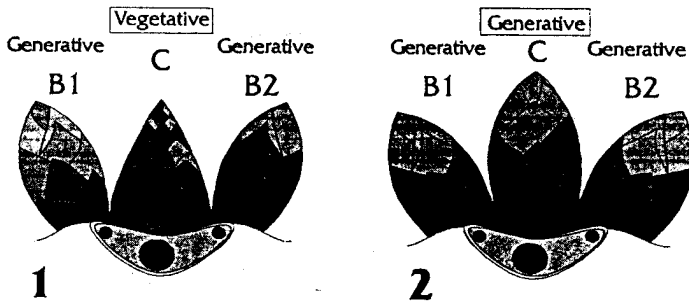 Vegetative
Generative C Generative
B1 B2
1
Generative
Generative C Generative
B1 B2
2